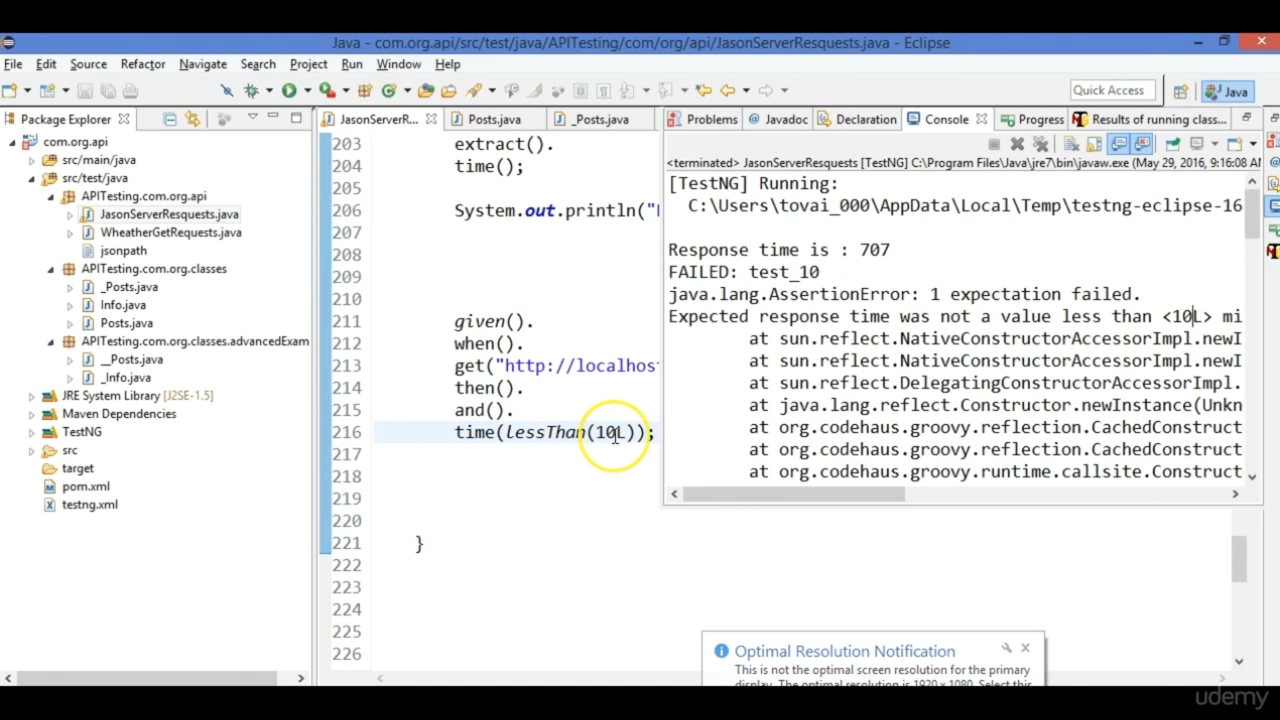 Java - com.org.api/src/test/java/APITesting/com/org/api/JasonServerResquests.java - Eclipse
File Edit Source Refactor Navigate Search Project Run Window Help
Quick Access Java
Package Explorer
com.org.api
src/main/java
src/test/java
APITesting.com.org.api
JasonServerResquests.java
WheatherGetRequests.java
jsonpath
APITesting.com.org.classes
_Posts.java
Info.java
Posts.java
APITesting.com.org.classes.advancedExam
__Posts.java
_Info.java
JRE System Library [J2SE-1.5]
Maven Dependencies
TestNG
src
target
pom.xml
testng.xml
JasonServerR... Posts.java _Posts.java
203 extract().
204 time();
205
206 System.out.println("
207
208
209
210
211 given().
212 when().
213 get("http://localhos
214 then().
215 and().
216 time(lessThan(10L));
217
218
219
220
221 }
222
223
224
225
226
Problems Javadoc Declaration Console Progress Results of running class...
<terminated> JasonServerResquests [TestNG] C:\Program Files\Java\jre7\bin\javaw.exe (May 29, 2016, 9:16:08 AM
[TestNG] Running:
C:\Users\tovai_000\AppData\Local\Temp\testng-eclipse-16
Response time is : 707
FAILED: test_10
java.lang.AssertionError: 1 expectation failed.
Expected response time was not a value less than <10L> mi
at sun.reflect.NativeConstructorAccessorImpl.newI
at sun.reflect.NativeConstructorAccessorImpl.newI
at sun.reflect.DelegatingConstructorAccessorImpl.
at java.lang.reflect.Constructor.newInstance(Unkn
at org.codehaus.groovy.reflection.CachedConstruct
at org.codehaus.groovy.reflection.CachedConstruct
at org.codehaus.groovy.runtime.callsite.Construct
Optimal Resolution Notification
This is not the optimal screen resolution for the primary
display. The optimal resolution is 1920 x 1080. Select this
udemy